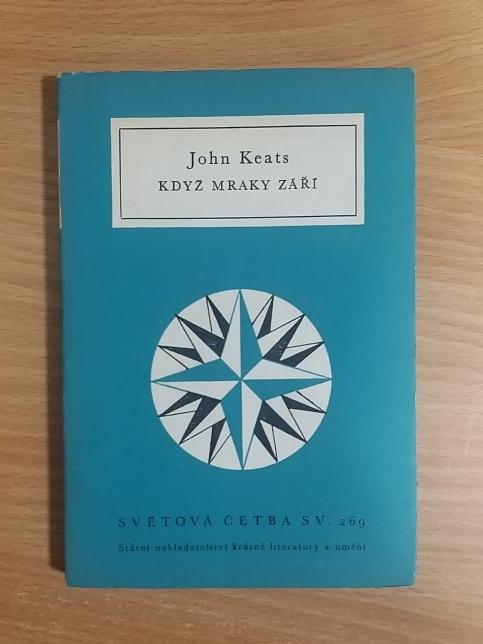 John Keats
KDYŽ MRAKY ZÁŘÍ
SVĚTOVÁ ČETBA SV. 269
Státní nakladatelství krásné literatury a umění